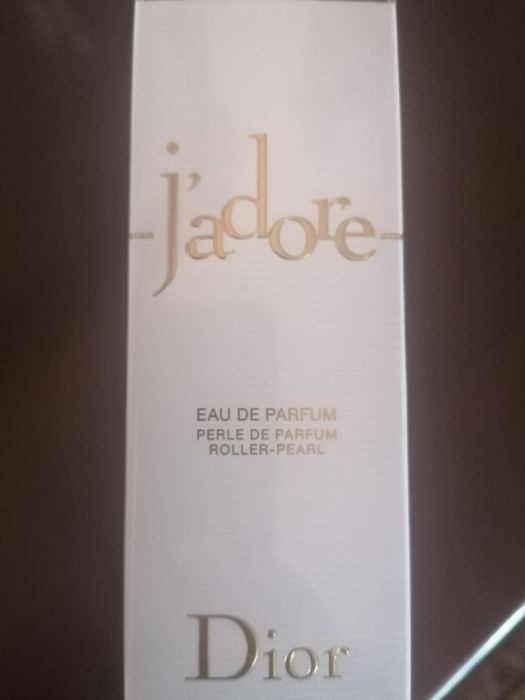 j'adore
EAU DE PARFUM
PERLE DE PARFUM
ROLLER-PEARL
Dior